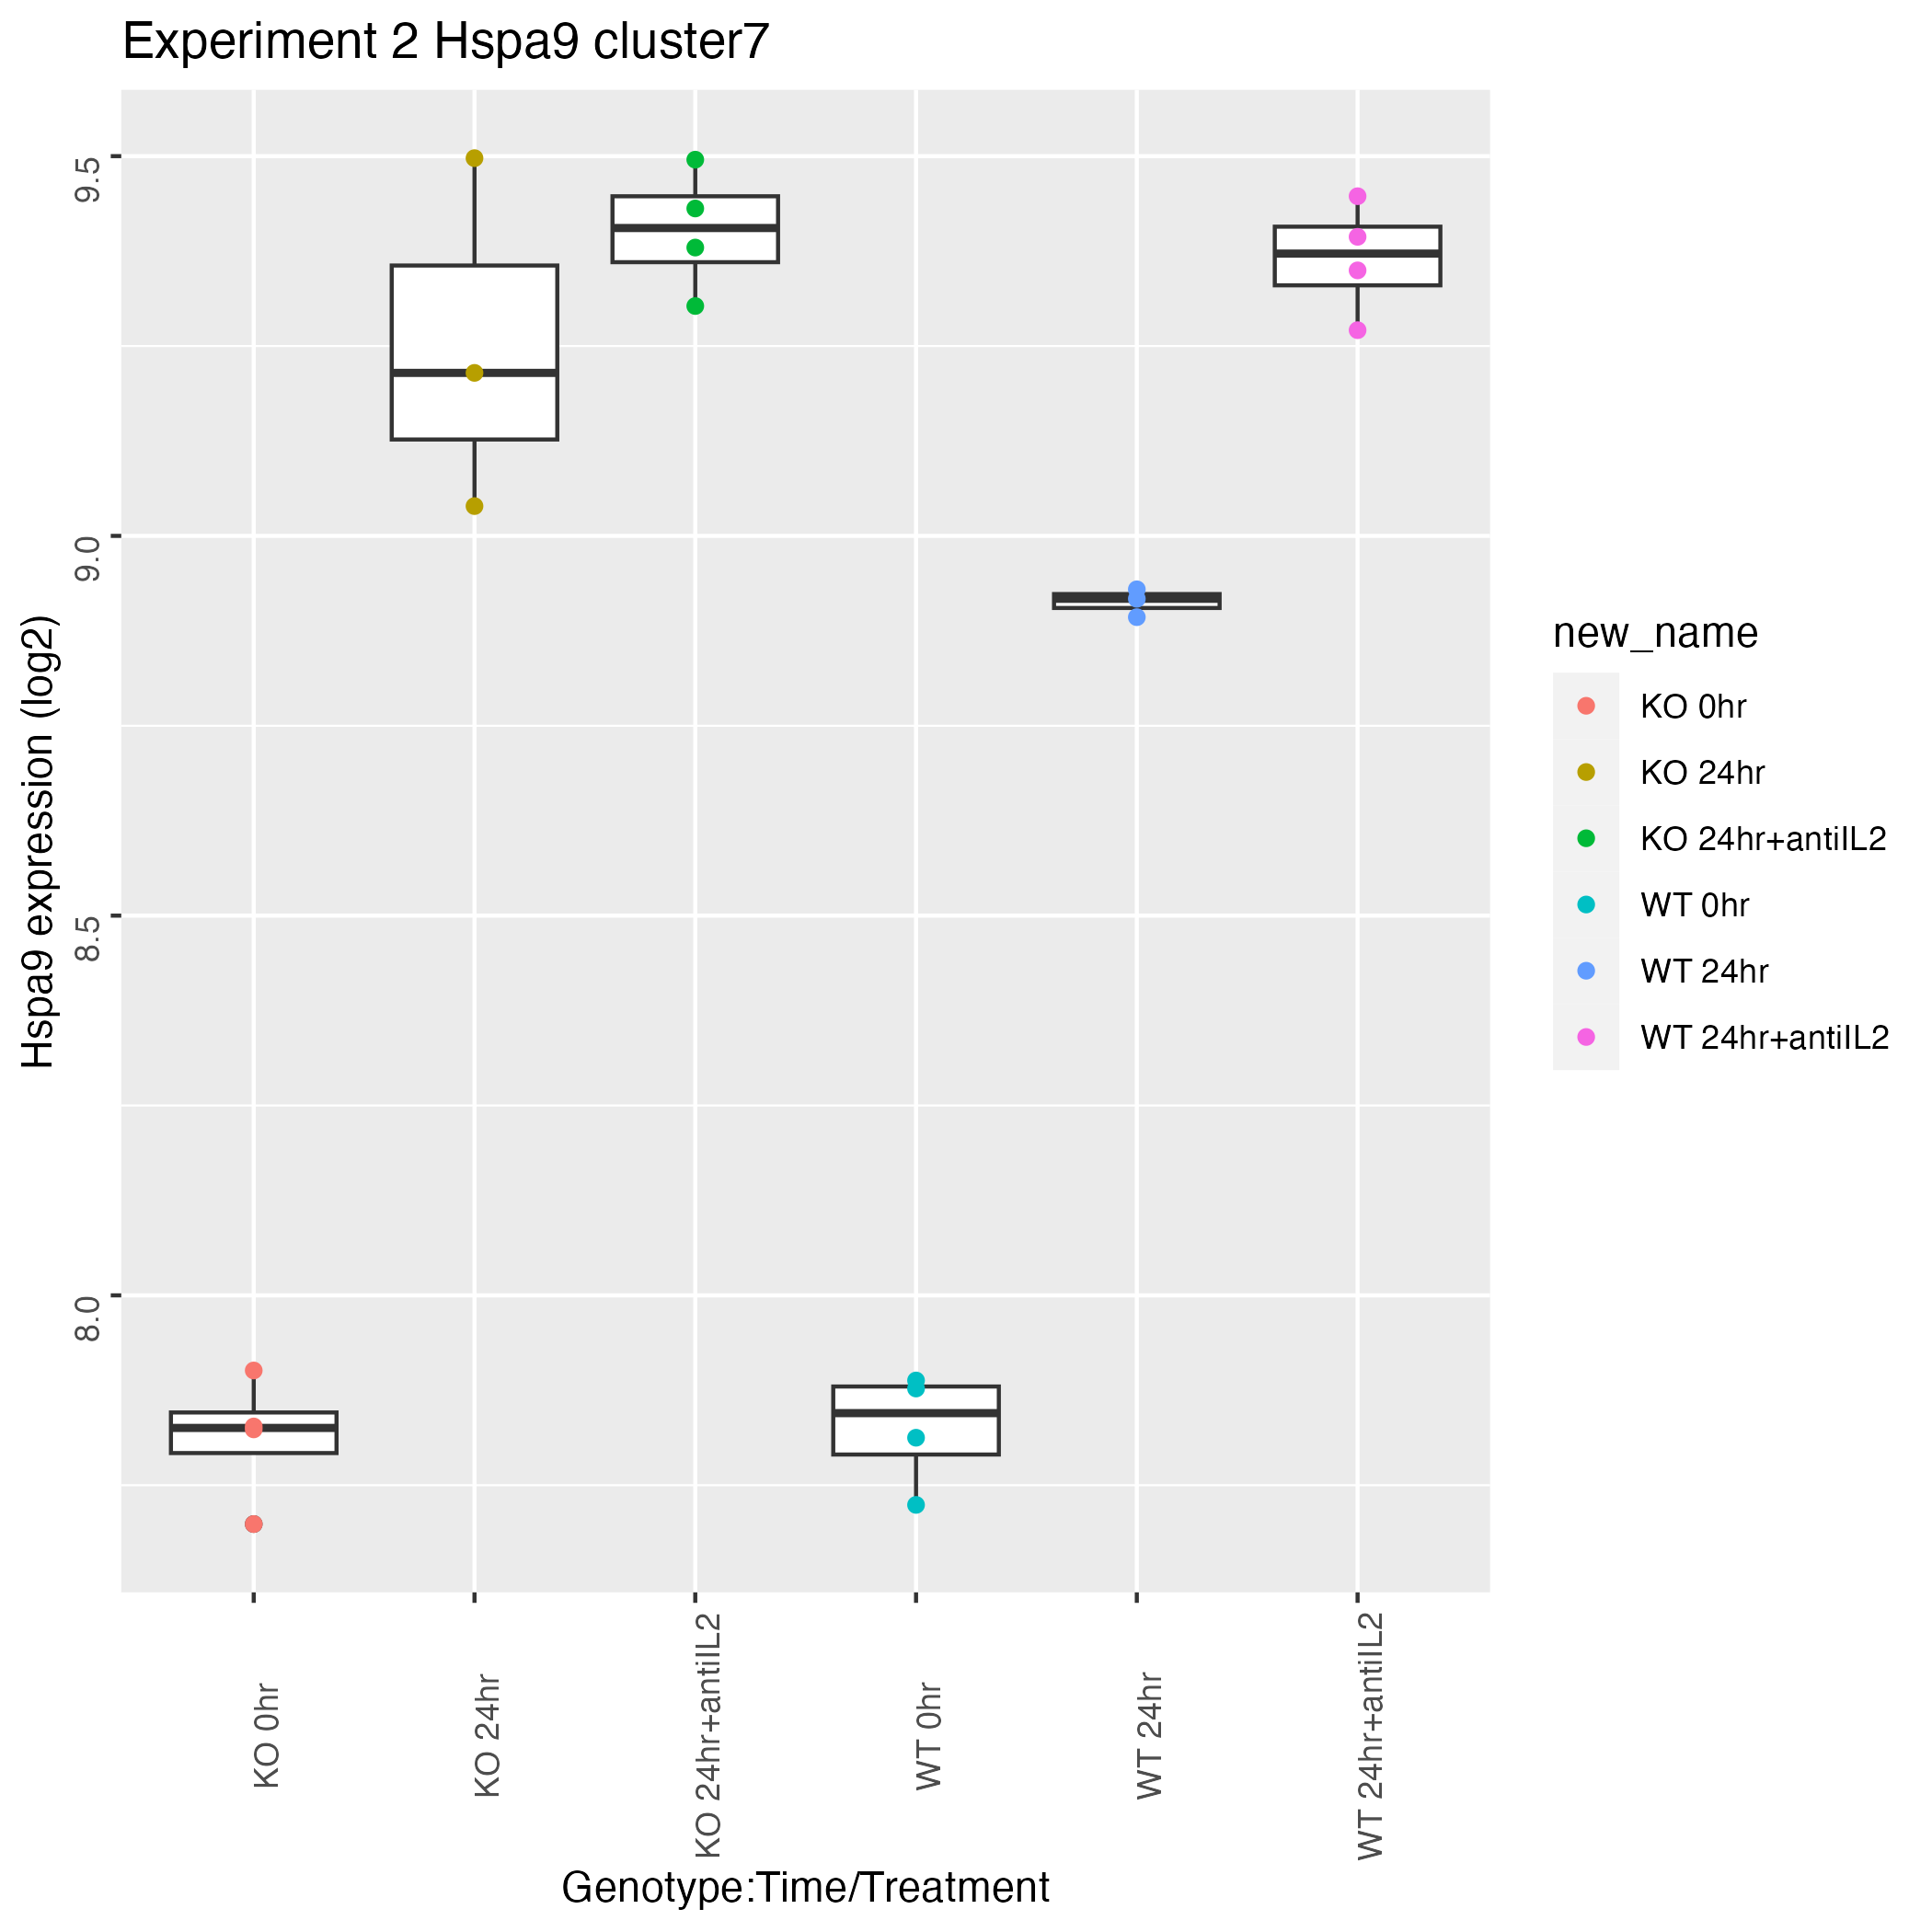 Experiment 2 Hspa9 cluster7
Hspa9 expression (log2)
9.5
9.0
8.5
8.0
KO 0hr
KO 24hr
KO 24hr+antiIL2
WT 0hr
WT 24hr
WT 24hr+antiIL2
Genotype:Time/Treatment
new_name
KO 0hr
KO 24hr
KO 24hr+antiIL2
WT 0hr
WT 24hr
WT 24hr+antiIL2